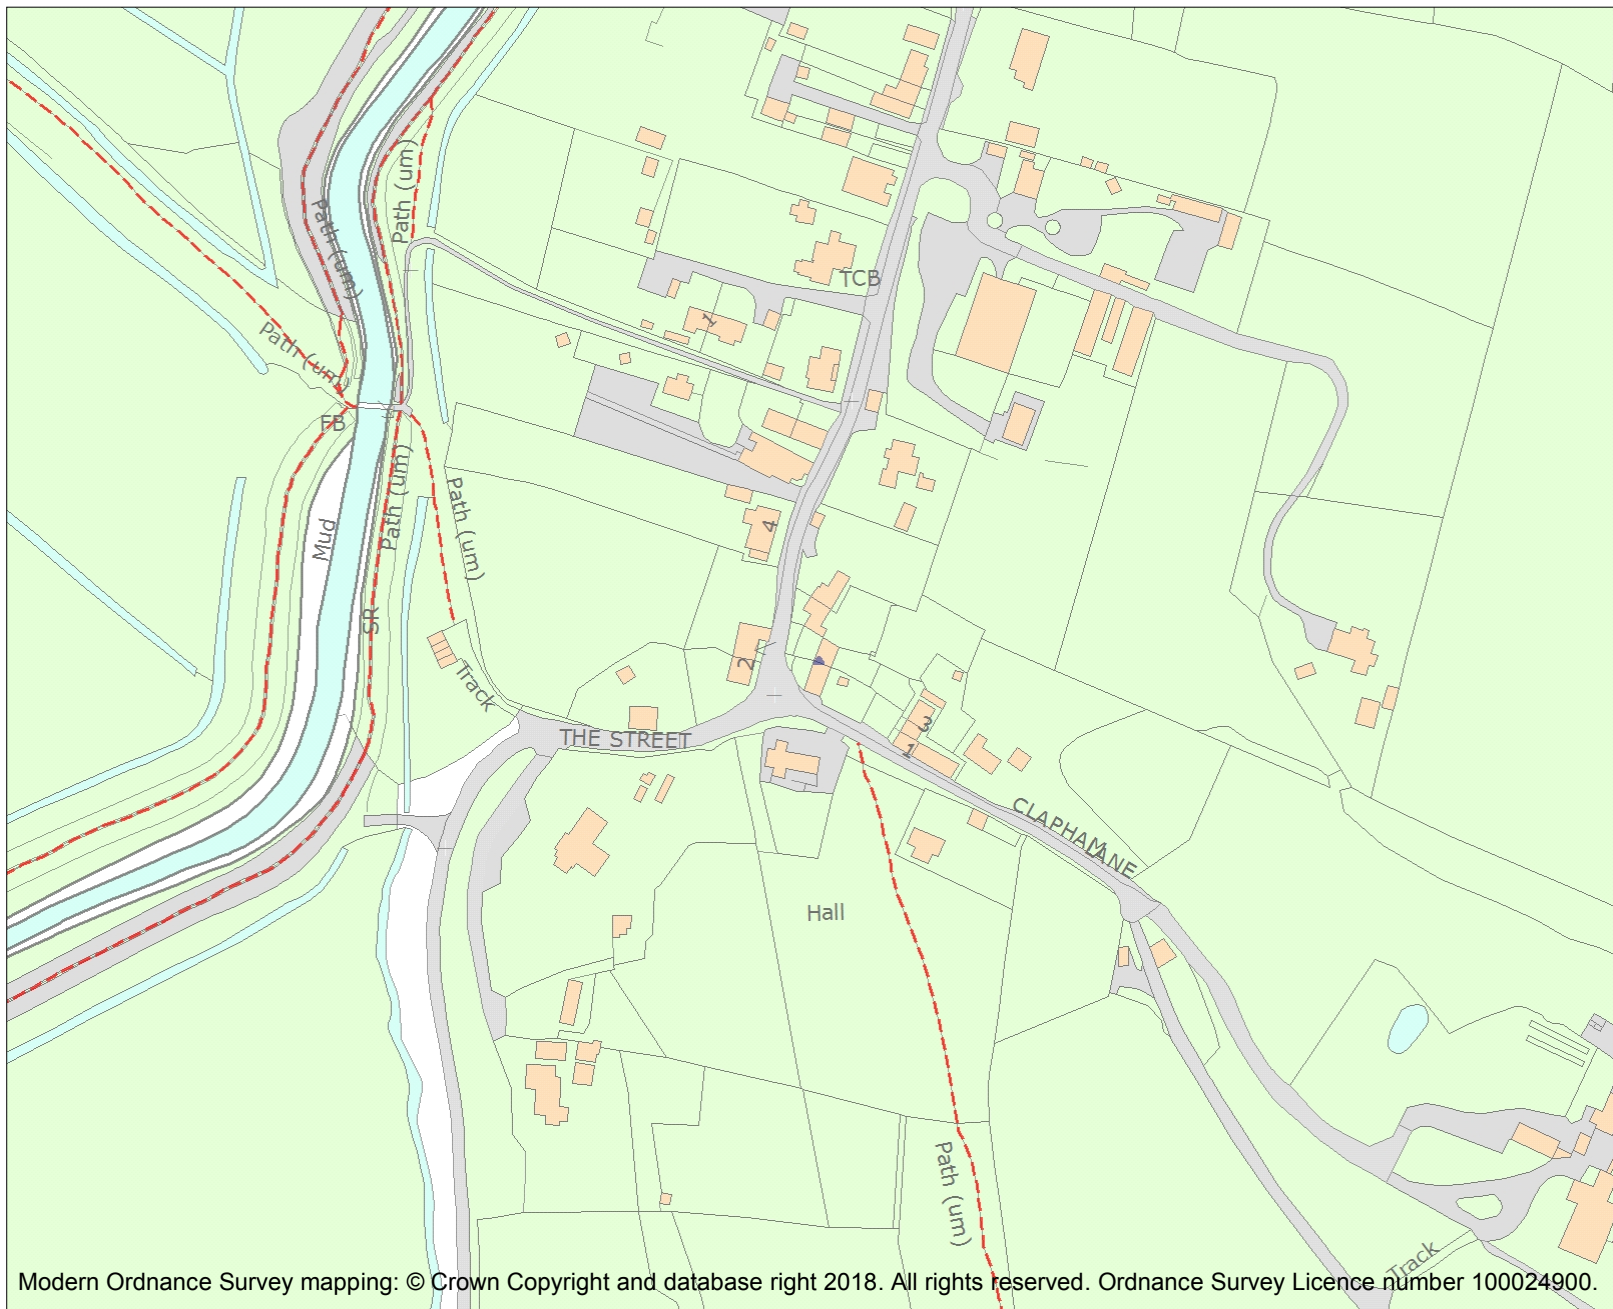 Path (um)
Path (um)
TCB
1
Path (um)
FB
Path (um)
Path (um)
4
Mud
SR
2
Track
3
THE STREET
1
CLAPHAM LANE
Hall
Path (um)
Track
Modern Ordnance Survey mapping: © Crown Copyright and database right 2018. All rights reserved. Ordnance Survey Licence number 100024900.